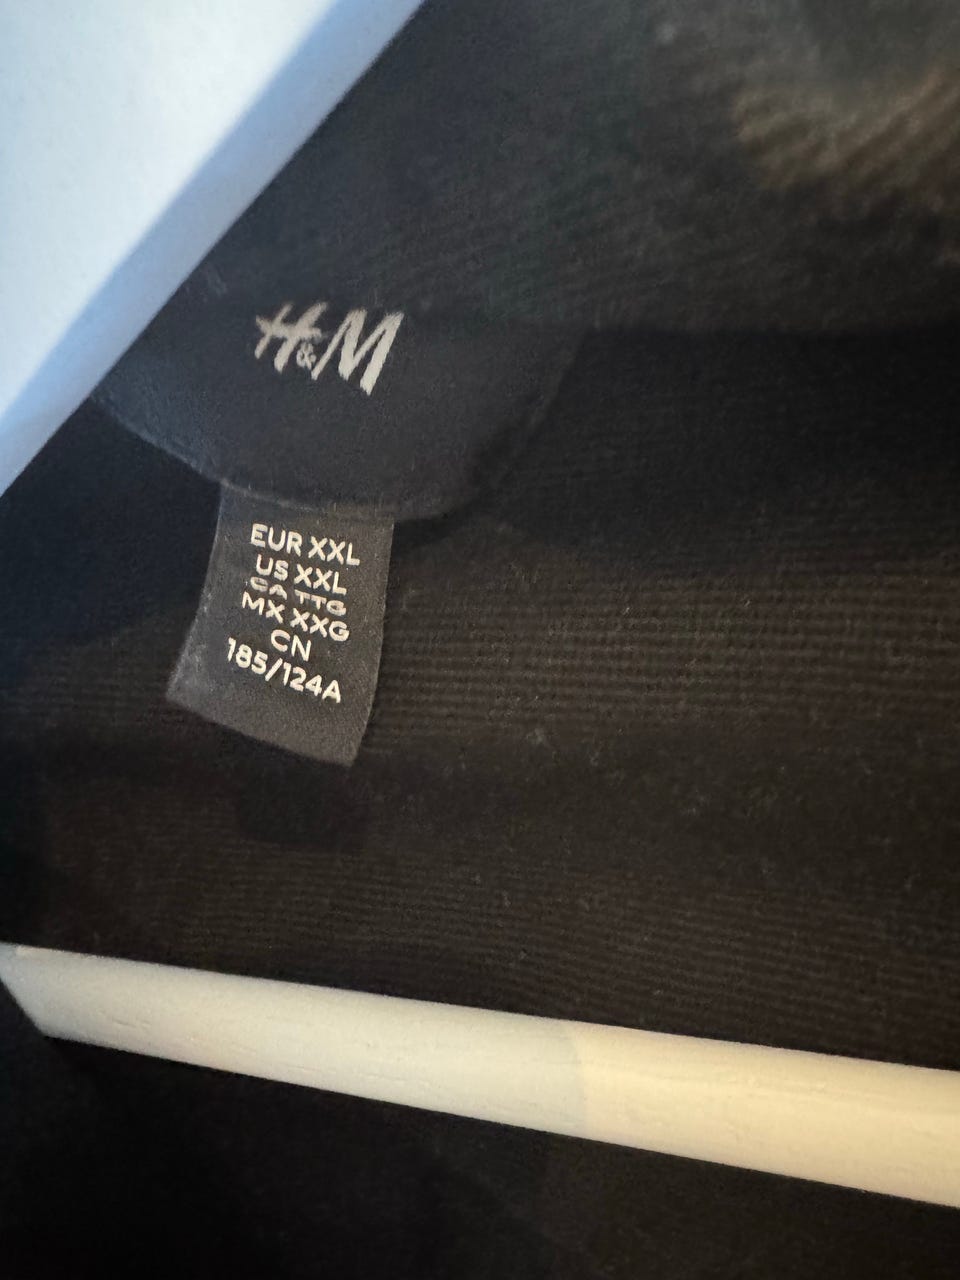 H&M
EUR XXL
US XXL
CA TTG
MX XXG
CN
185/124A